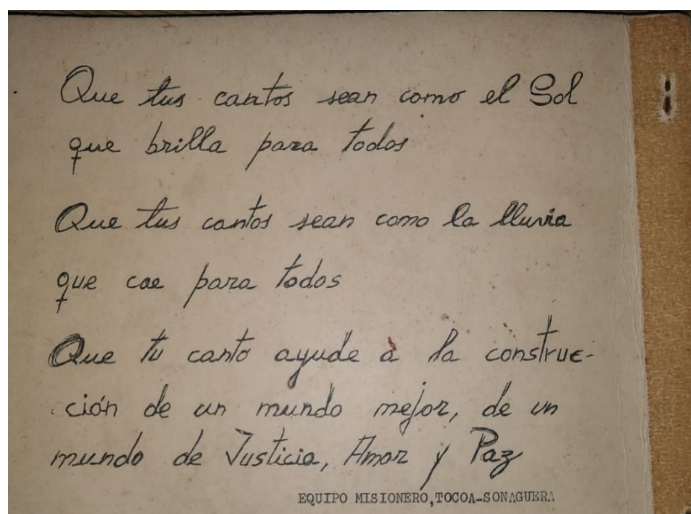 Que tus cantos sean como el Sol
que brilla para todos
Que tus cantos sean como la lluvia
que cae para todos
Que tu canto ayude a la construc-
ción de un mundo mejor, de un
mundo de Justicia, Amor y Paz
EQUIPO MISIONERO,TOCOA-SONAGUERA